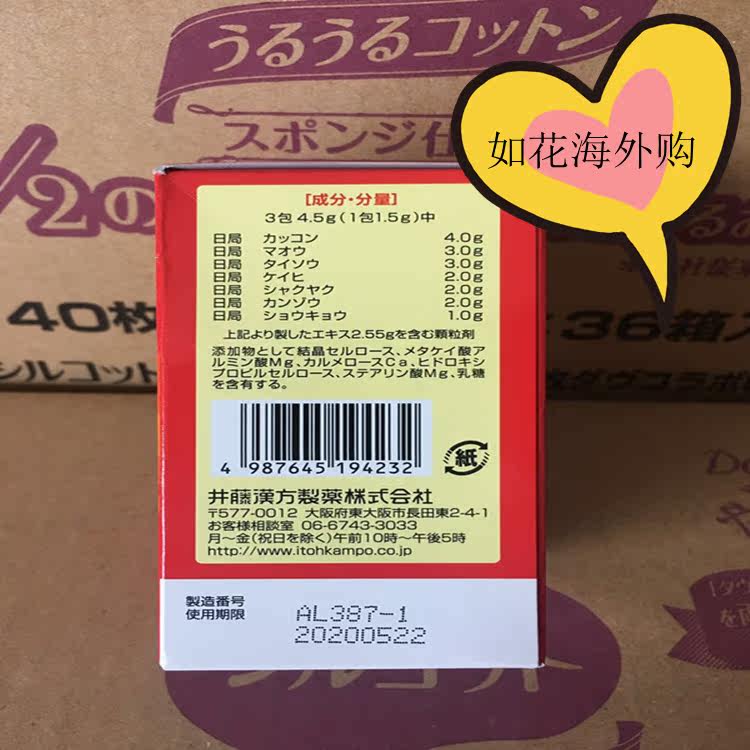 うるうるコットン
スポンジ仕
如花海外购
/2の
40枚
シルコット
36箱
[成分・分量]
3包 4.5g(1包1.5g)中
日局 カッコン 4.0g
日局 マオウ 3.0g
日局 タイソウ 3.0g
日局 ケイヒ 2.0g
日局 シャクヤク 2.0g
日局 カンゾウ 2.0g
日局 ショウキョウ 1.0g
上記より製したエキス2.55gを含む顆粒剤
添加物として結晶セルロース、メタケイ酸ア
ルミン酸Mg、カルメロースCa、ヒドロキシ
プロピルセルロース、ステアリン酸Mg、乳糖
を含有する。
4 987645 194232
紙
井藤漢方製薬株式会社
〒577-0012 大阪府東大阪市長田東2-4-1
お客様相談室 06-6743-3033
月～金(祝日を除く)午前10時～午後5時
http://www.itohkampo.co.jp
製造番号 AL387-1
使用期限 20200522
シルコット